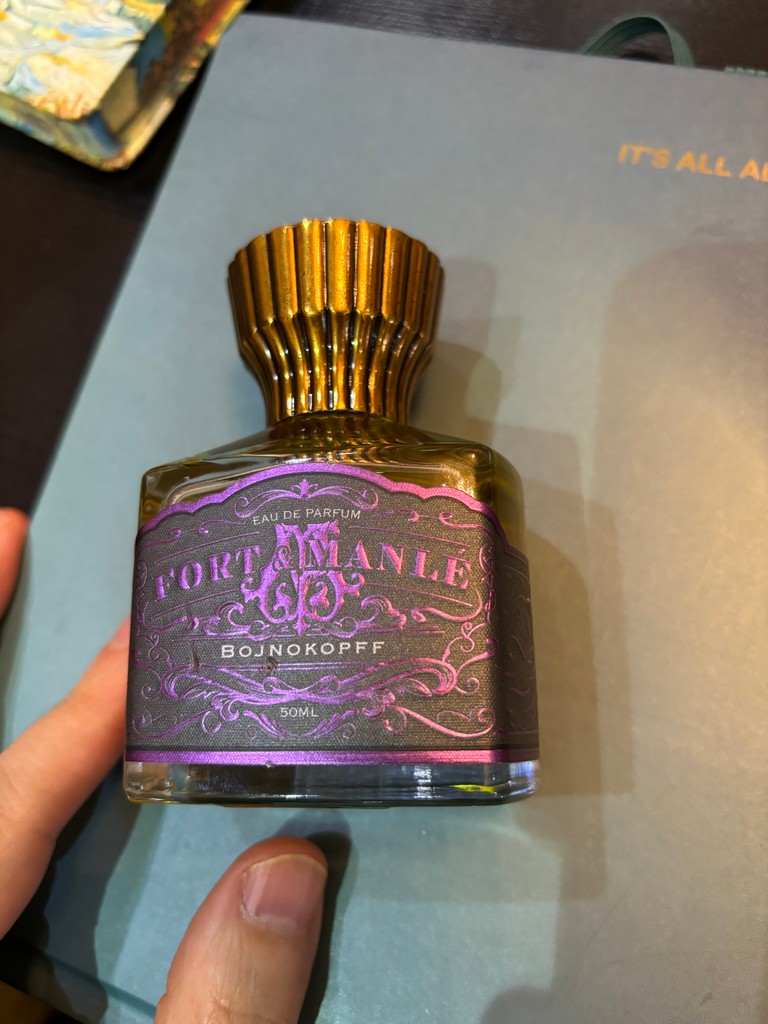 IT'S ALL
EAU DE PARFUM
FORT & MANLÉ
BOJNOKOPFF
50ML